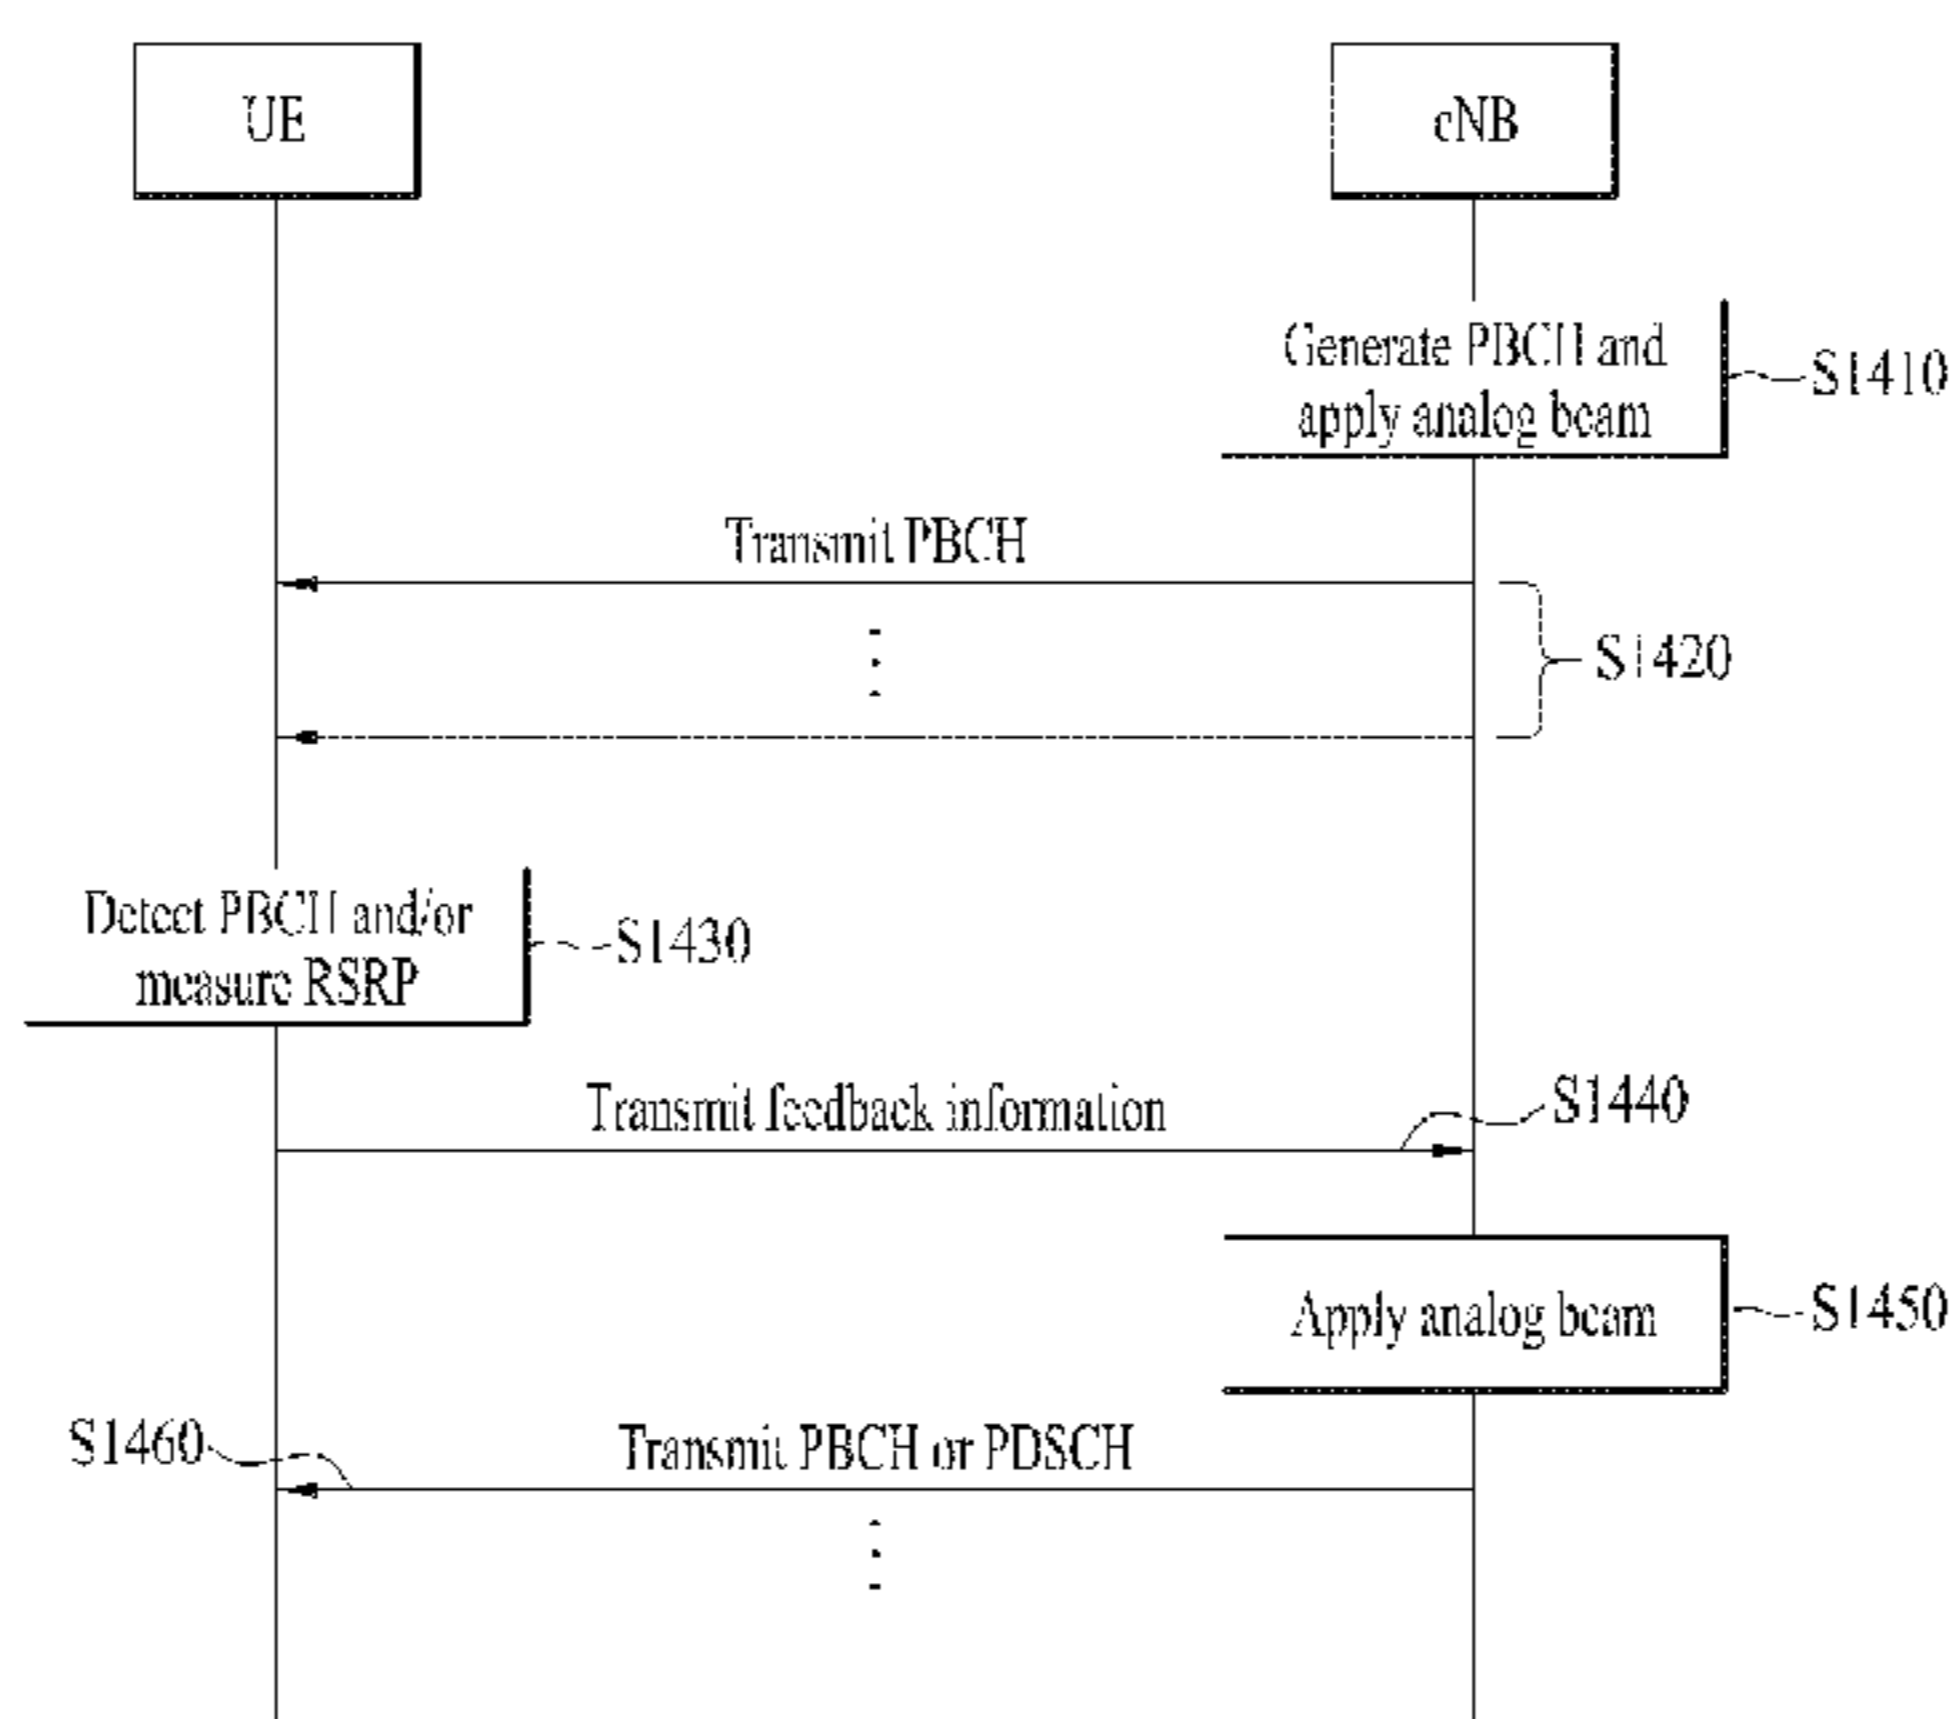 UE
eNB
Generate PBCH and
apply analog beam
S1410
Transmit PBCH
S1420
Detect PBCH and/or
measure RSRP
S1430
Transmit feedback information
S1440
Apply analog beam
S1450
S1460
Transmit PBCH or PDSCH